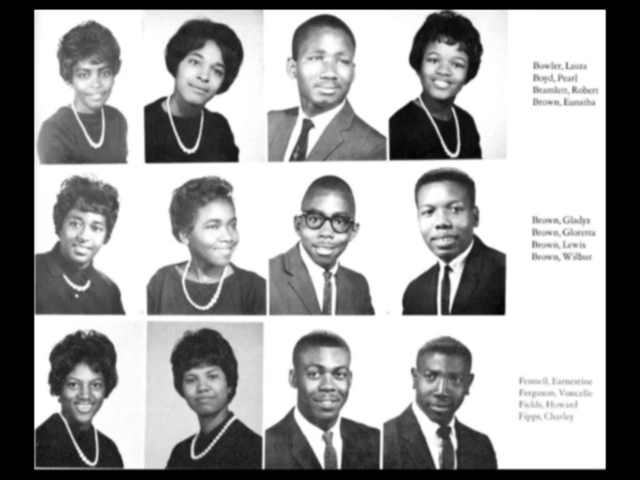 Bowler, Laura
Boyd, Pearl
Bramlett, Robert
Brown, Eunatha
Brown, Gladys
Brown, Gloretta
Brown, Lewis
Brown, Wilbur
Fennell, Earnestine
Ferguson, Voncelle
Fields, Howard
Fipps, Charley